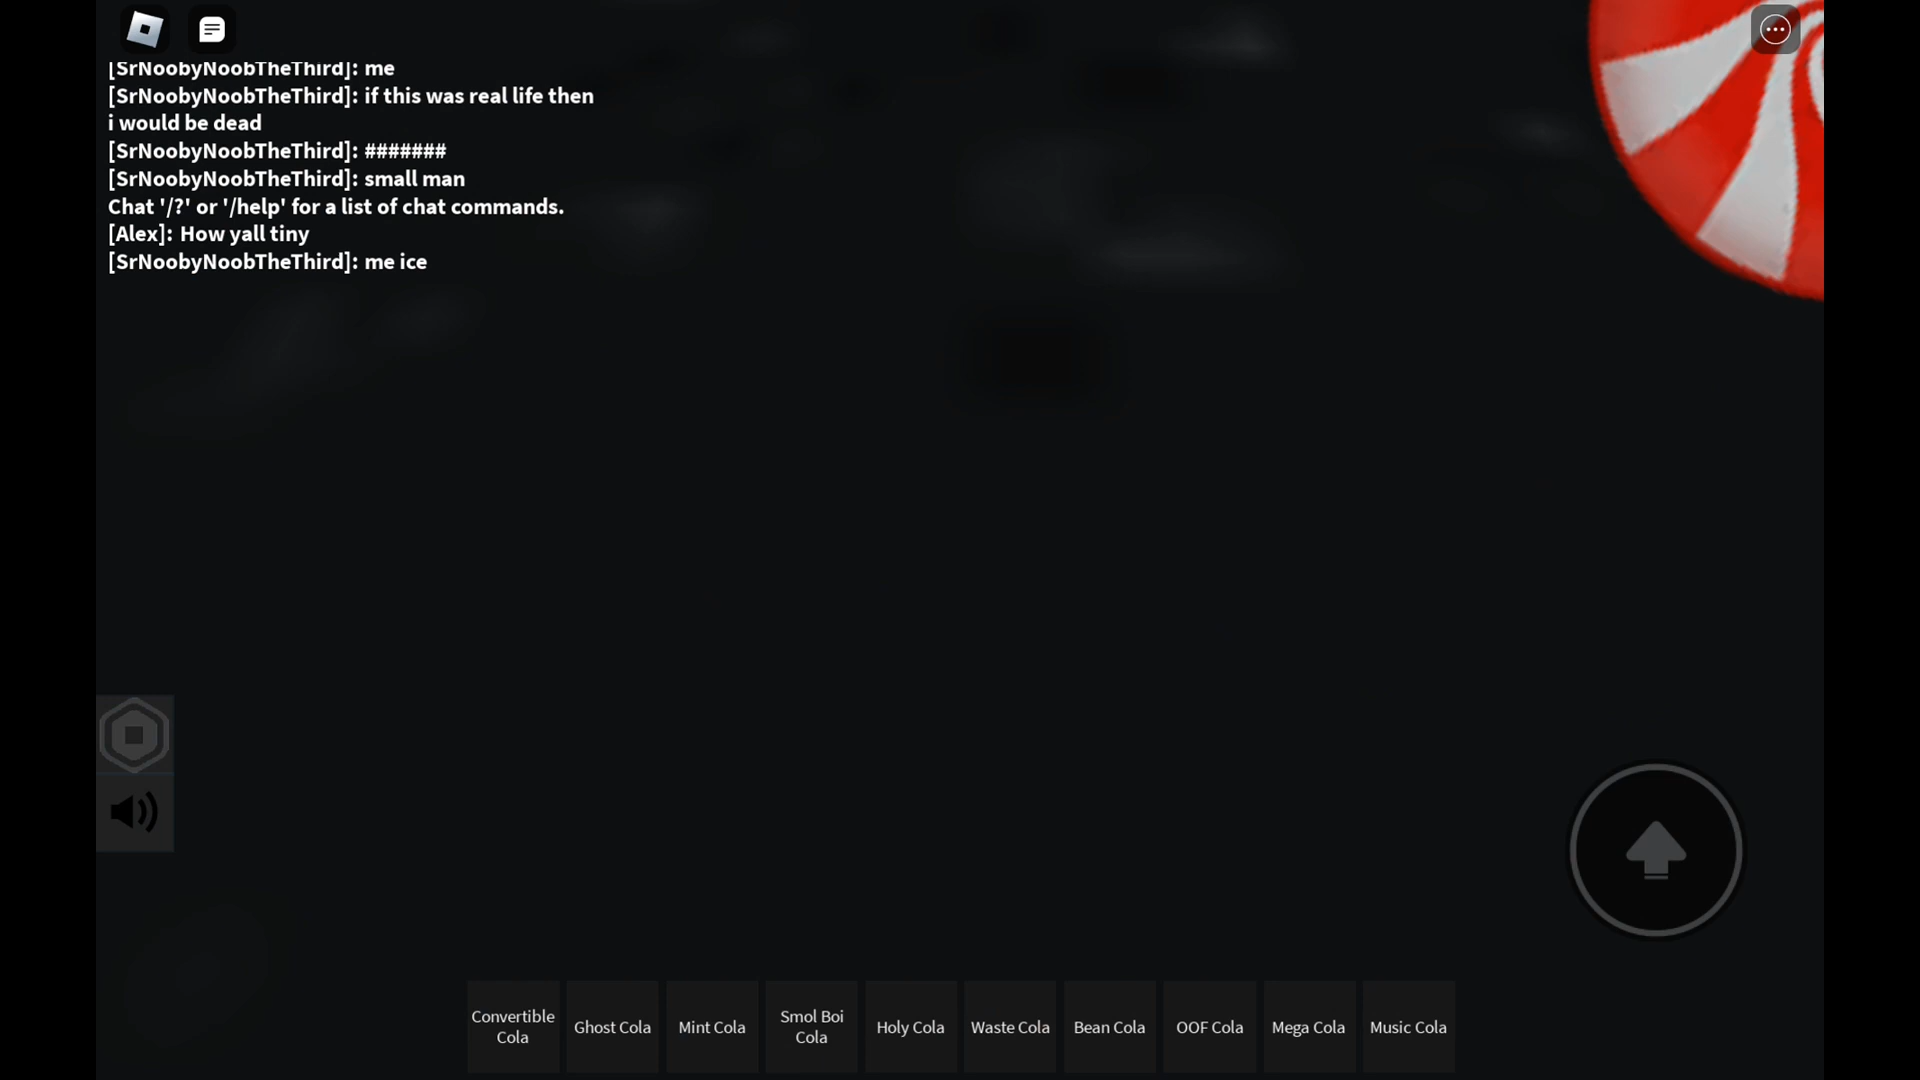 [SrNoobyNoobTheThird]: me
[SrNoobyNoobTheThird]: if this was real life then
i would be dead
[SrNoobyNoobTheThird]: #######
[SrNoobyNoobTheThird]: small man
Chat '/?' or '/help' for a list of chat commands.
[Alex]: How yall tiny
[SrNoobyNoobTheThird]: me ice
Convertible
Cola
Ghost Cola
Mint Cola
Smol Boi
Cola
Holy Cola
Waste Cola
Bean Cola
OOF Cola
Mega Cola
Music Cola